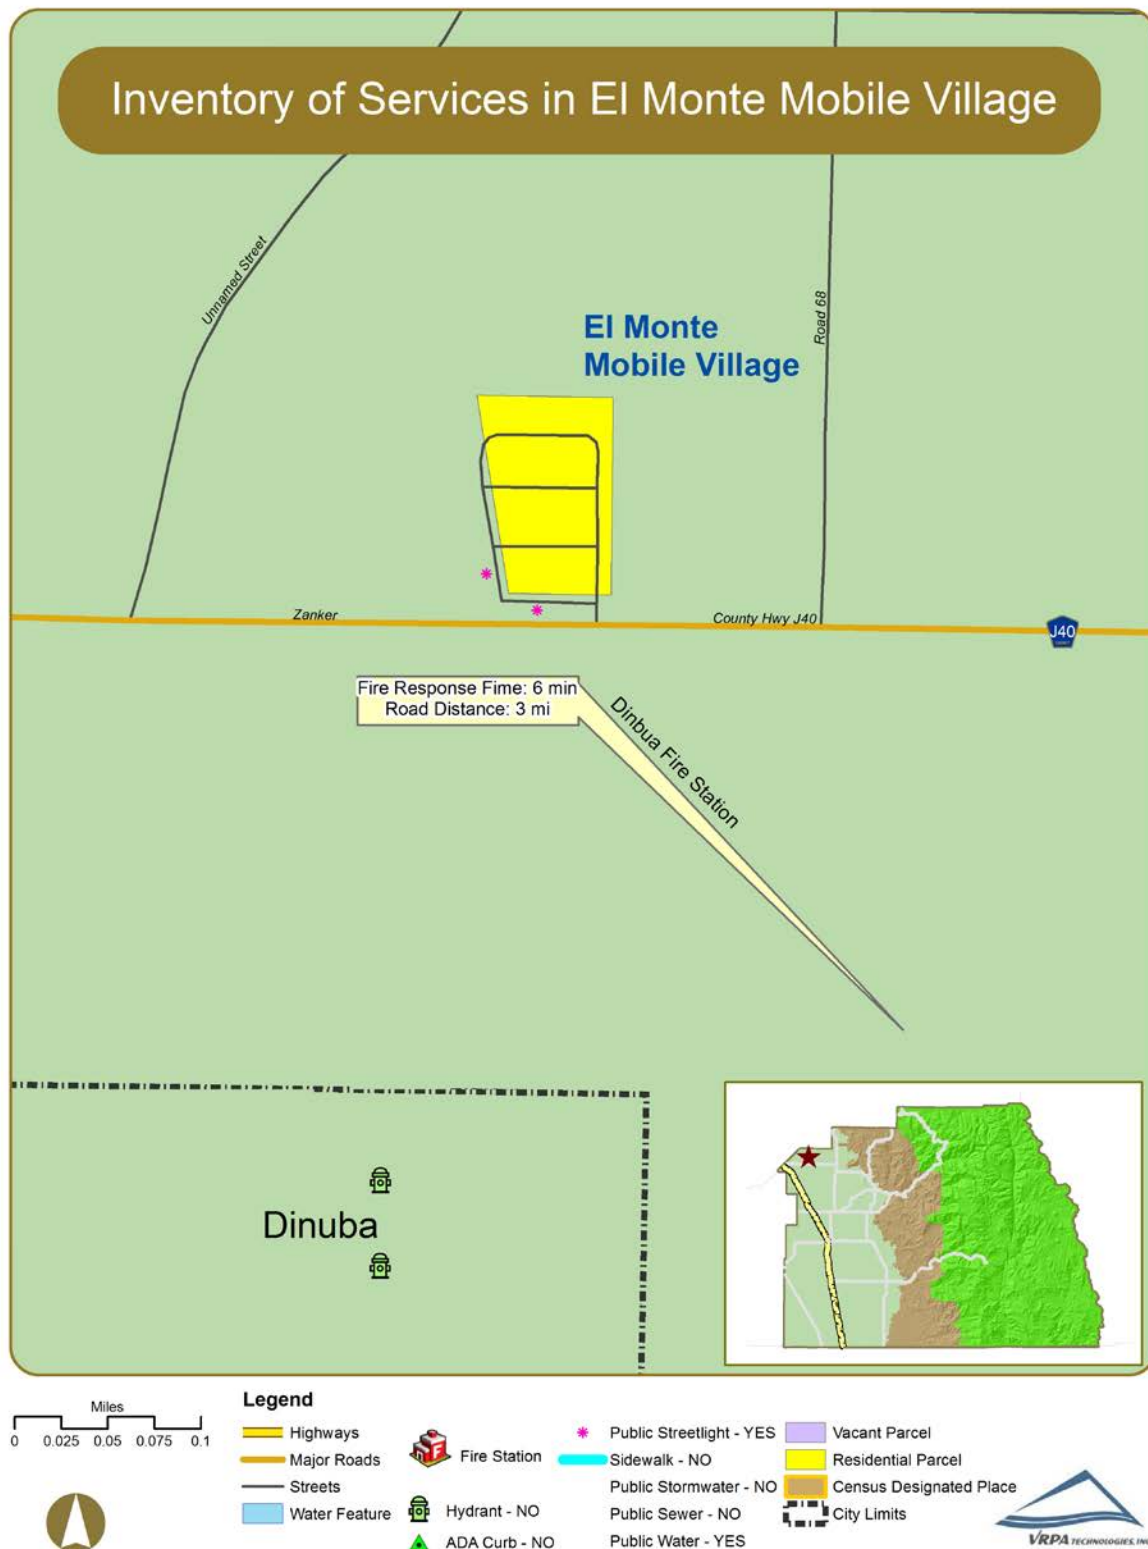 Inventory of Services in El Monte Mobile Village
Unnamed Street
Road 68
El Monte
Mobile Village
Zanker
County Hwy J40
J40
Fire Response Fime: 6 min
Road Distance: 3 mi
Dinbua Fire Station
Dinuba
Miles
0 0.025 0.05 0.075 0.1
Legend
Highways
Major Roads
Streets
Water Feature
Fire Station
F
Hydrant - NO
ADA Curb - NO
Public Streetlight - YES
Sidewalk - NO
Public Stormwater - NO
Public Sewer - NO
Public Water - YES
Vacant Parcel
Residential Parcel
Census Designated Place
City Limits
VRPA TECHNOLOGIES, INC